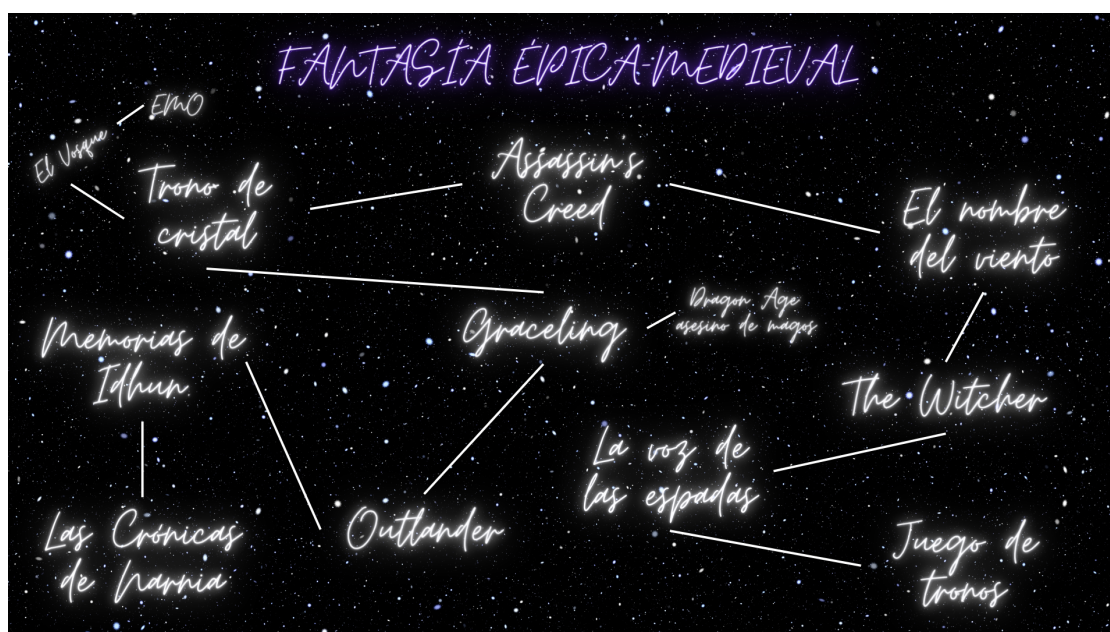 FANTASÍA ÉPICA-MEDIEVAL
EMO
El Vosque
Trono de
cristal
Assassin's
Creed
El nombre
del viento
Memorias de
Idhun
Graceling
Dragon Age
asesino de magos
The Witcher
La voz de
las espadas
Las Crónicas
de Narnia
Outlander
Juego de
tronos